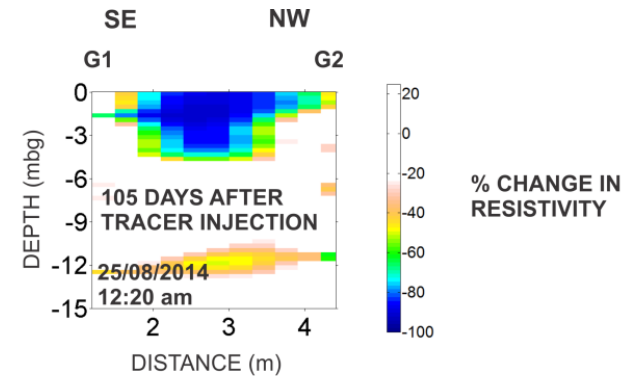 SE NW
G1 G2
0
-3
-6
-9
-12
-15
DEPTH (mbg)
105 DAYS AFTER
TRACER INJECTION
25/08/2014
12:20 am
2 3 4
DISTANCE (m)
20
0
-20
-40
-60
-80
-100
% CHANGE IN
RESISTIVITY